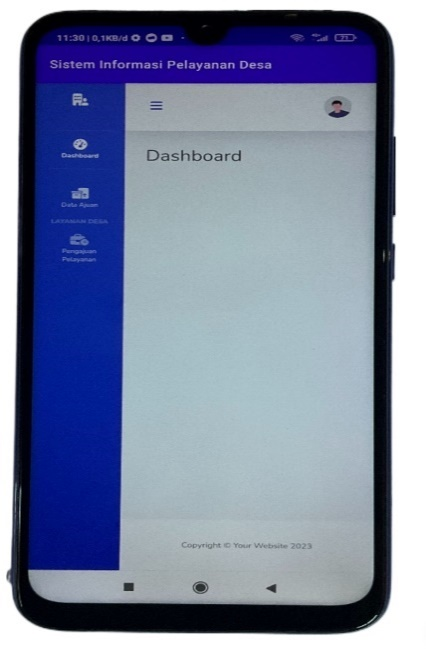 11:30 | 0,1KB/d
71
Sistem Informasi Pelayanan Desa
Dashboard
Dashboard
Data Ajuan
LAYANAN DESA
Pengajuan
Pelayanan
Copyright © Your Website 2023